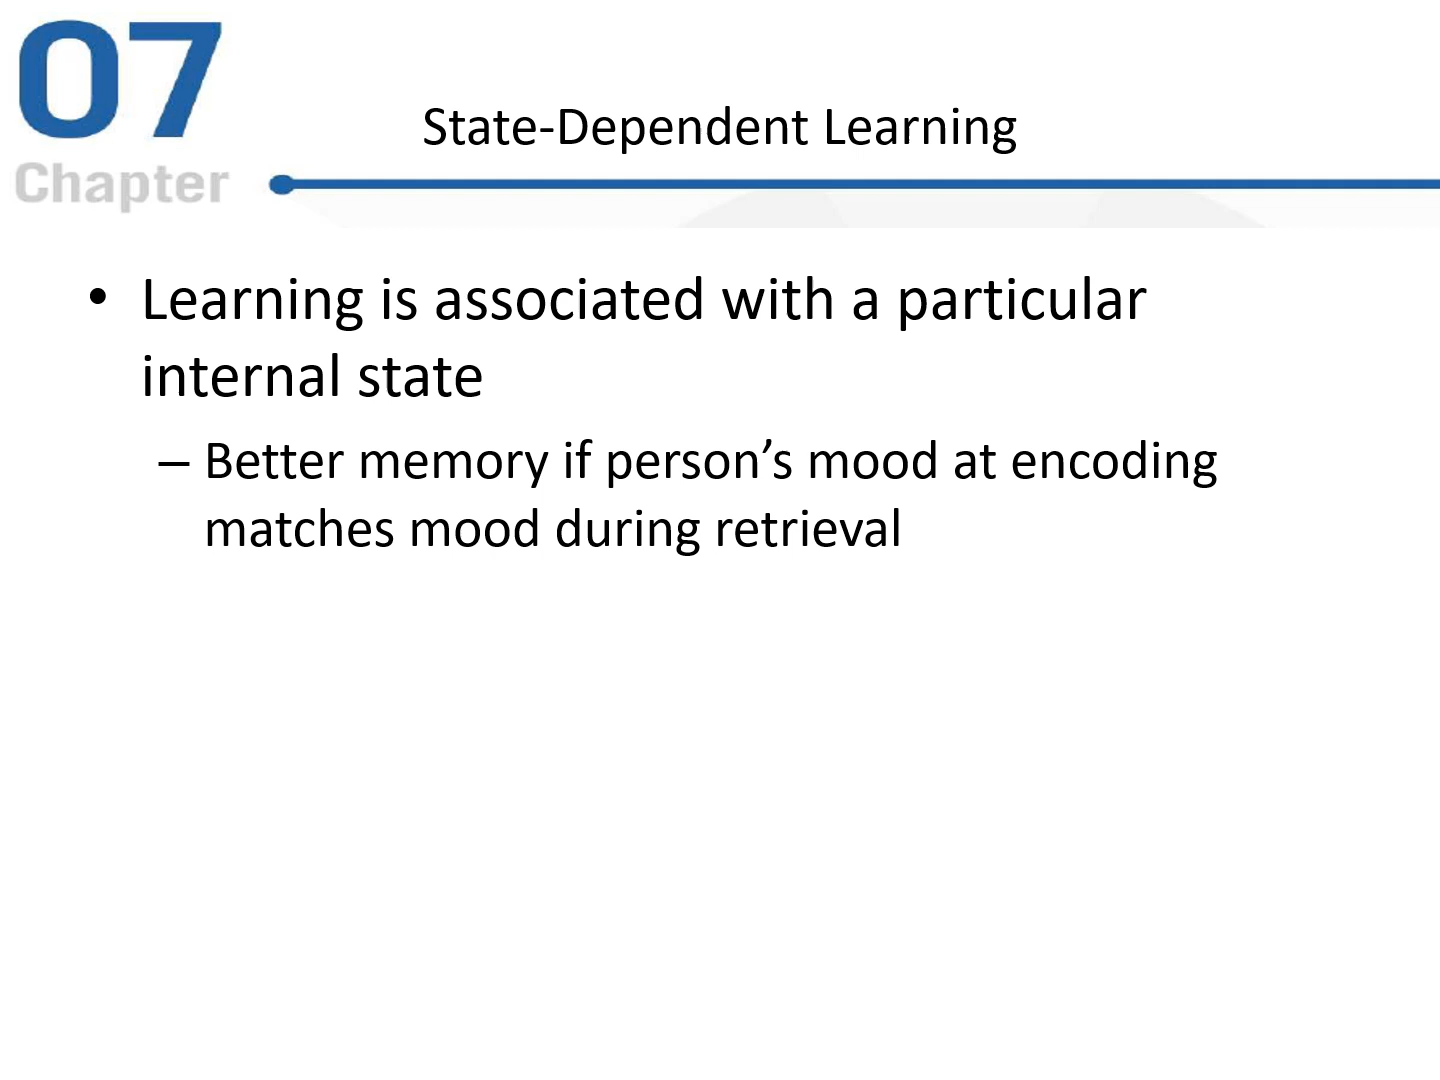 07
Chapter
State-Dependent Learning
• Learning is associated with a particular
internal state
– Better memory if person’s mood at encoding
matches mood during retrieval